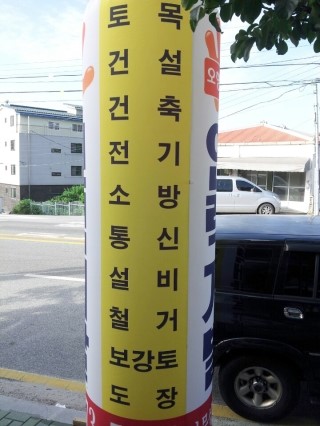 토 목
건 설
건 축
전 기
소 방
통 신
설 비
철 거
보강토
도 장